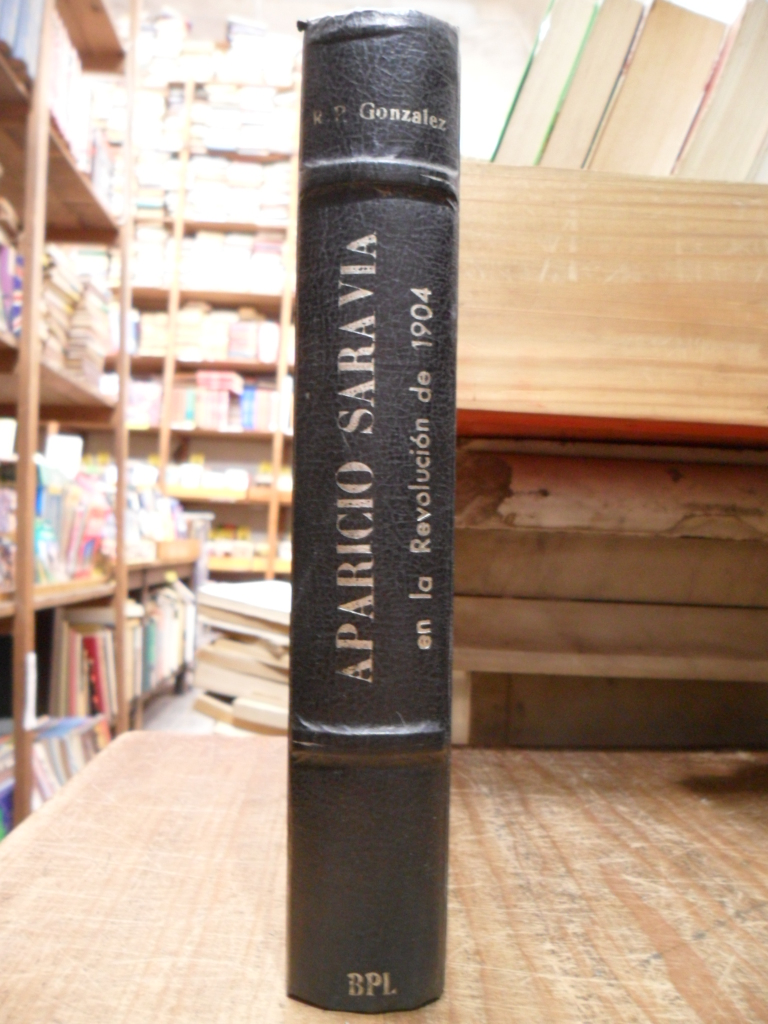 R. P. Gonzalez
APARICIO SARAVIA
en la Revolución de 1904
BPL